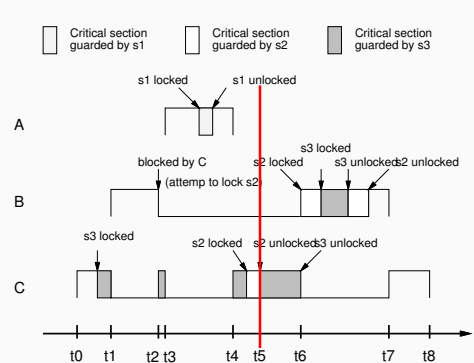 Critical section
guarded by s1
Critical section
guarded by s2
Critical section
guarded by s3
s1 locked
s1 unlocked
A
s3 locked
blocked by C
s2 locked
s3 unlocked
s2 unlocked
(attemp to lock s2)
B
s3 locked
s2 locked
s2 unlocked
s3 unlocked
C
t0 t1 t2 t3 t4 t5 t6 t7 t8